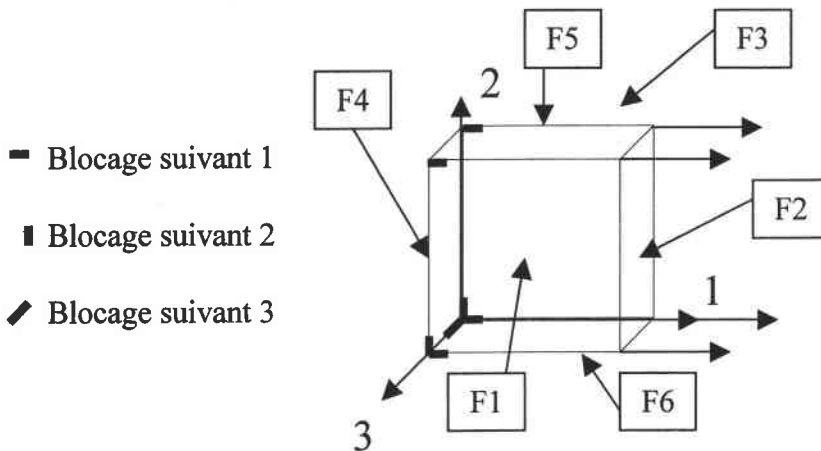 F5
F3
F4
2
Blocage suivant 1
F2
Blocage suivant 2
Blocage suivant 3
1
F1
F6
3